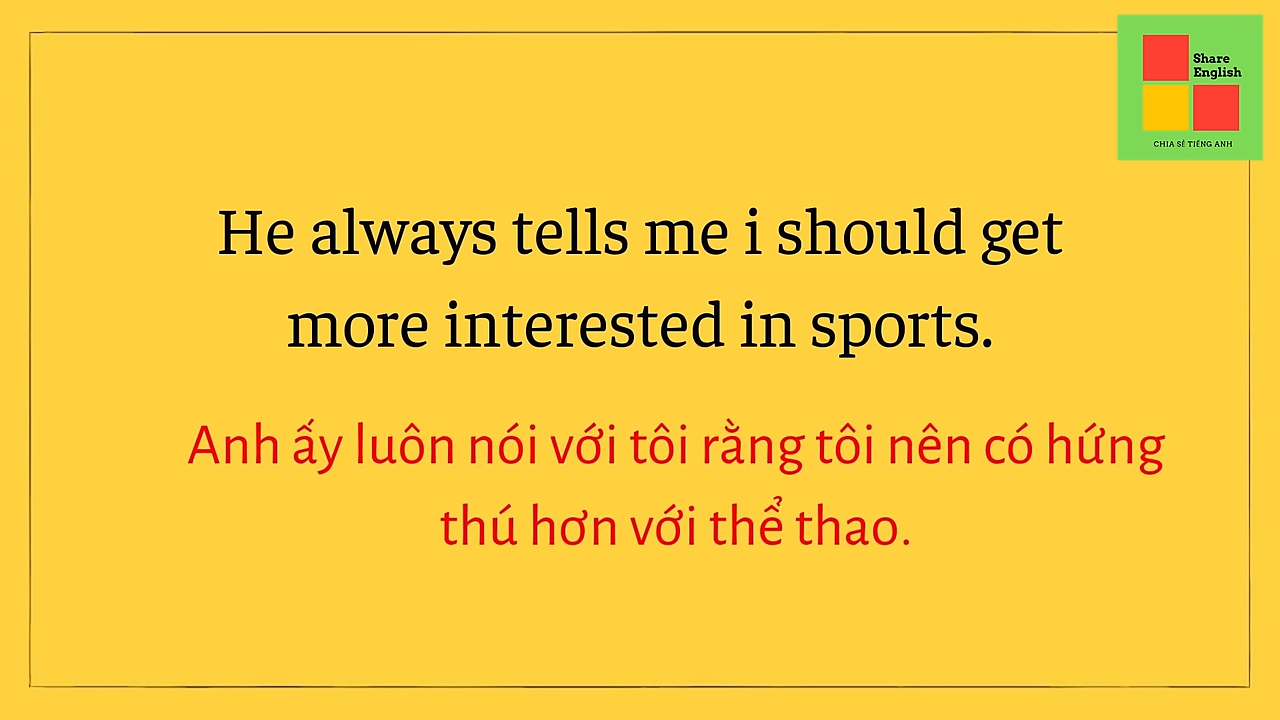 Share
English
CHIA SẺ TIẾNG ANH
He always tells me i should get
more interested in sports.
Anh ấy luôn nói với tôi rằng tôi nên có hứng
thú hơn với thể thao.